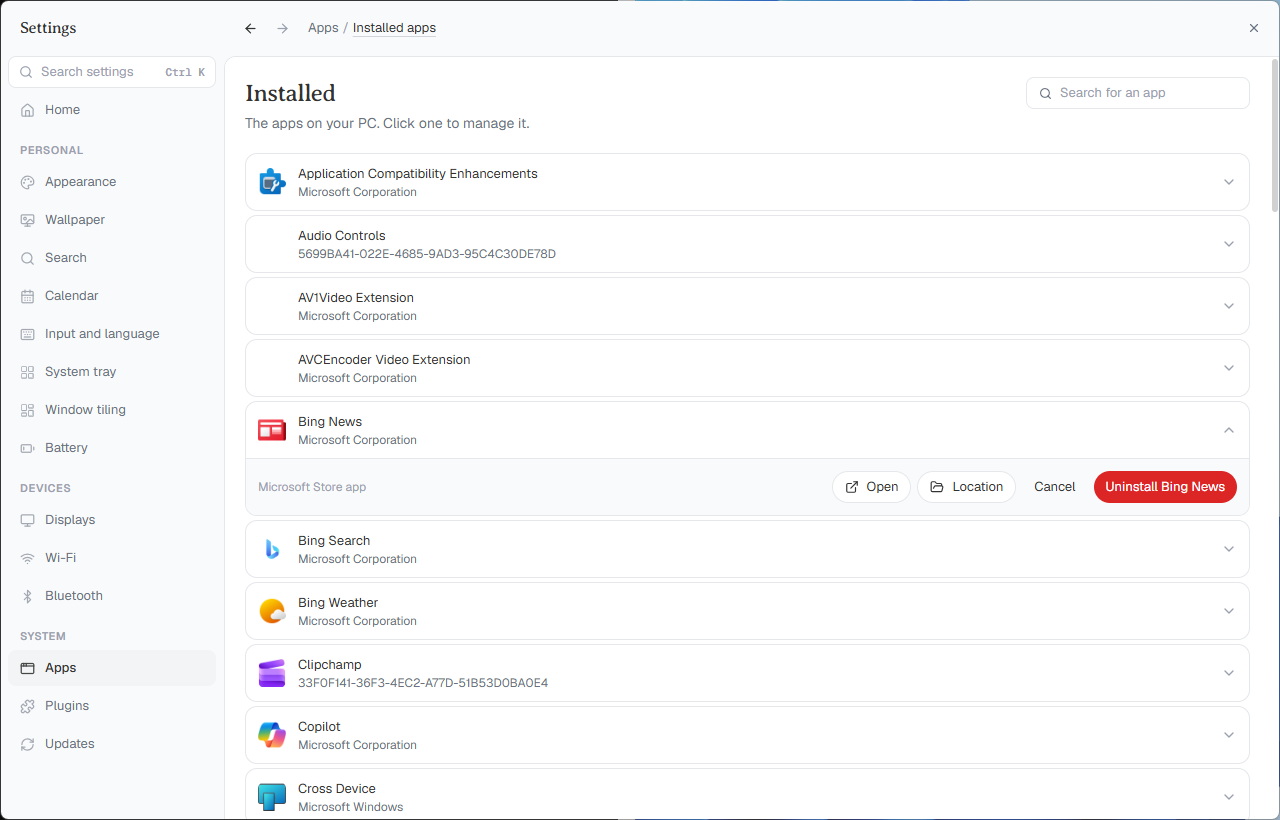 Settings
Apps / Installed apps
Search settings Ctrl K
Home
PERSONAL
Appearance
Wallpaper
Search
Calendar
Input and language
System tray
Window tiling
Battery
DEVICES
Displays
Wi-Fi
Bluetooth
SYSTEM
Apps
Plugins
Updates
Installed
Search for an app
The apps on your PC. Click one to manage it.
Application Compatibility Enhancements
Microsoft Corporation
Audio Controls
5699BA41-022E-4685-9AD3-95C4C30DE78D
AV1Video Extension
Microsoft Corporation
AVCEncoder Video Extension
Microsoft Corporation
Bing News
Microsoft Corporation
Microsoft Store app Open Location Cancel Uninstall Bing News
Bing Search
Microsoft Corporation
Bing Weather
Microsoft Corporation
Clipchamp
33F0F141-36F3-4EC2-A77D-51B53D0BA0E4
Copilot
Microsoft Corporation
Cross Device
Microsoft Windows